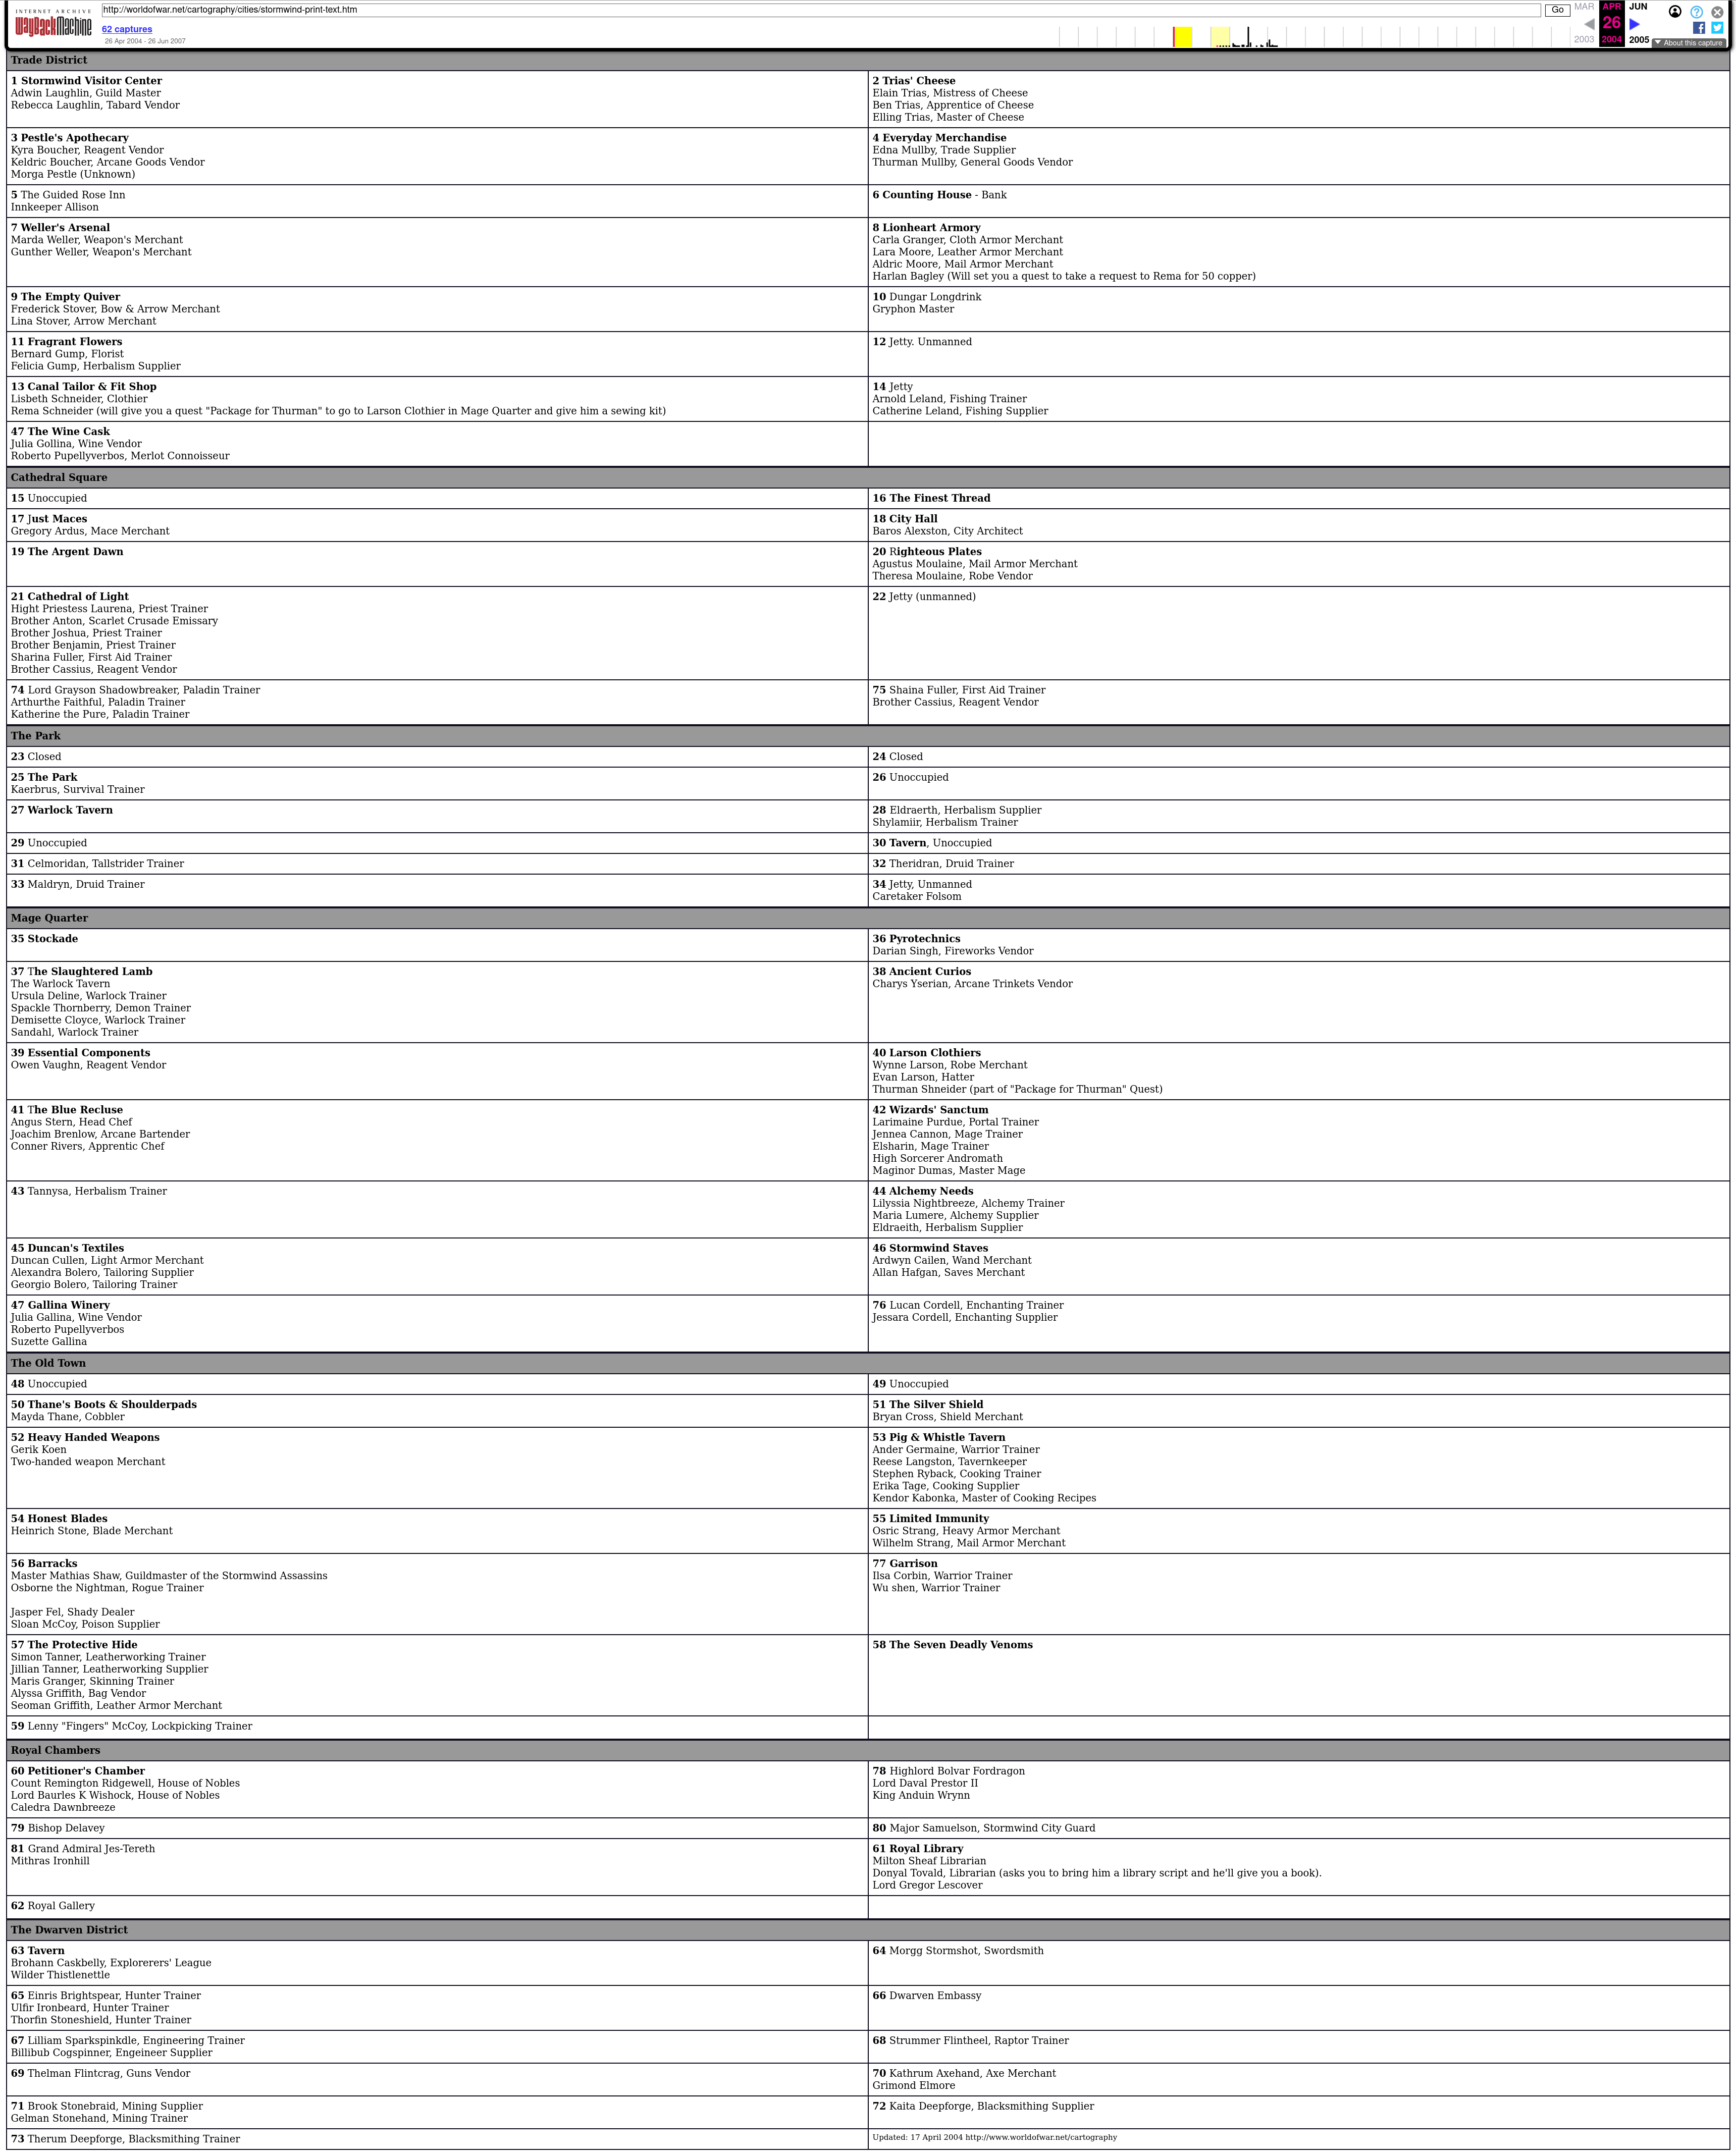 INTERNET ARCHIVE
WayBackMachine
http://worldofwar.net/cartography/cities/stormwind-print-text.htm
Go
62 captures
26 Apr 2004 - 26 Jun 2007
MAR APR JUN
26
2003 2004 2005
About this capture
Trade District
1 Stormwind Visitor Center
Adwin Laughlin, Guild Master
Rebecca Laughlin, Tabard Vendor
2 Trias' Cheese
Elain Trias, Mistress of Cheese
Ben Trias, Apprentice of Cheese
Elling Trias, Master of Cheese
3 Pestle's Apothecary
Kyra Boucher, Reagent Vendor
Keldric Boucher, Arcane Goods Vendor
Morga Pestle (Unknown)
4 Everyday Merchandise
Edna Mullby, Trade Supplier
Thurman Mullby, General Goods Vendor
5 The Guided Rose Inn
Innkeeper Allison
6 Counting House - Bank
7 Weller's Arsenal
Marda Weller, Weapon's Merchant
Gunther Weller, Weapon's Merchant
8 Lionheart Armory
Carla Granger, Cloth Armor Merchant
Lara Moore, Leather Armor Merchant
Aldric Moore, Mail Armor Merchant
Harlan Bagley (Will set you a quest to take a request to Rema for 50 copper)
9 The Empty Quiver
Frederick Stover, Bow & Arrow Merchant
Lina Stover, Arrow Merchant
10 Dungar Longdrink
Gryphon Master
11 Fragrant Flowers
Bernard Gump, Florist
Felicia Gump, Herbalism Supplier
12 Jetty. Unmanned
13 Canal Tailor & Fit Shop
Lisbeth Schneider, Clothier
Rema Schneider (will give you a quest "Package for Thurman" to go to Larson Clothier in Mage Quarter and give him a sewing kit)
14 Jetty
Arnold Leland, Fishing Trainer
Catherine Leland, Fishing Supplier
47 The Wine Cask
Julia Gollina, Wine Vendor
Roberto Pupellyverbos, Merlot Connoisseur
Cathedral Square
15 Unoccupied
16 The Finest Thread
17 Just Maces
Gregory Ardus, Mace Merchant
18 City Hall
Baros Alexston, City Architect
19 The Argent Dawn
20 Righteous Plates
Agustus Moulaine, Mail Armor Merchant
Theresa Moulaine, Robe Vendor
21 Cathedral of Light
Hight Priestess Laurena, Priest Trainer
Brother Anton, Scarlet Crusade Emissary
Brother Joshua, Priest Trainer
Brother Benjamin, Priest Trainer
Sharina Fuller, First Aid Trainer
Brother Cassius, Reagent Vendor
22 Jetty (unmanned)
74 Lord Grayson Shadowbreaker, Paladin Trainer
Arthurthe Faithful, Paladin Trainer
Katherine the Pure, Paladin Trainer
75 Shaina Fuller, First Aid Trainer
Brother Cassius, Reagent Vendor
The Park
23 Closed
24 Closed
25 The Park
Kaerbrus, Survival Trainer
26 Unoccupied
27 Warlock Tavern
28 Eldraerth, Herbalism Supplier
Shylamiir, Herbalism Trainer
29 Unoccupied
30 Tavern, Unoccupied
31 Celmoridan, Tallstrider Trainer
32 Theridran, Druid Trainer
33 Maldryn, Druid Trainer
34 Jetty, Unmanned
Caretaker Folsom
Mage Quarter
35 Stockade
36 Pyrotechnics
Darian Singh, Fireworks Vendor
37 The Slaughtered Lamb
The Warlock Tavern
Ursula Deline, Warlock Trainer
Spackle Thornberry, Demon Trainer
Demisette Cloyce, Warlock Trainer
Sandahl, Warlock Trainer
38 Ancient Curios
Charys Yserian, Arcane Trinkets Vendor
39 Essential Components
Owen Vaughn, Reagent Vendor
40 Larson Clothiers
Wynne Larson, Robe Merchant
Evan Larson, Hatter
Thurman Shneider (part of "Package for Thurman" Quest)
41 The Blue Recluse
Angus Stern, Head Chef
Joachim Brenlow, Arcane Bartender
Conner Rivers, Apprentic Chef
42 Wizards' Sanctum
Larimaine Purdue, Portal Trainer
Jennea Cannon, Mage Trainer
Elsharin, Mage Trainer
High Sorcerer Andromath
Maginor Dumas, Master Mage
43 Tannysa, Herbalism Trainer
44 Alchemy Needs
Lilyssia Nightbreeze, Alchemy Trainer
Maria Lumere, Alchemy Supplier
Eldraeith, Herbalism Supplier
45 Duncan's Textiles
Duncan Cullen, Light Armor Merchant
Alexandra Bolero, Tailoring Supplier
Georgio Bolero, Tailoring Trainer
46 Stormwind Staves
Ardwyn Cailen, Wand Merchant
Allan Hafgan, Saves Merchant
47 Gallina Winery
Julia Gallina, Wine Vendor
Roberto Pupellyverbos
Suzette Gallina
76 Lucan Cordell, Enchanting Trainer
Jessara Cordell, Enchanting Supplier
The Old Town
48 Unoccupied
49 Unoccupied
50 Thane's Boots & Shoulderpads
Mayda Thane, Cobbler
51 The Silver Shield
Bryan Cross, Shield Merchant
52 Heavy Handed Weapons
Gerik Koen
Two-handed weapon Merchant
53 Pig & Whistle Tavern
Ander Germaine, Warrior Trainer
Reese Langston, Tavernkeeper
Stephen Ryback, Cooking Trainer
Erika Tage, Cooking Supplier
Kendor Kabonka, Master of Cooking Recipes
54 Honest Blades
Heinrich Stone, Blade Merchant
55 Limited Immunity
Osric Strang, Heavy Armor Merchant
Wilhelm Strang, Mail Armor Merchant
56 Barracks
Master Mathias Shaw, Guildmaster of the Stormwind Assassins
Osborne the Nightman, Rogue Trainer
Jasper Fel, Shady Dealer
Sloan McCoy, Poison Supplier
77 Garrison
Ilsa Corbin, Warrior Trainer
Wu shen, Warrior Trainer
57 The Protective Hide
Simon Tanner, Leatherworking Trainer
Jillian Tanner, Leatherworking Supplier
Maris Granger, Skinning Trainer
Alyssa Griffith, Bag Vendor
Seoman Griffith, Leather Armor Merchant
58 The Seven Deadly Venoms
59 Lenny "Fingers" McCoy, Lockpicking Trainer
Royal Chambers
60 Petitioner's Chamber
Count Remington Ridgewell, House of Nobles
Lord Baurles K Wishock, House of Nobles
Caledra Dawnbreeze
78 Highlord Bolvar Fordragon
Lord Daval Prestor II
King Anduin Wrynn
79 Bishop Delavey
80 Major Samuelson, Stormwind City Guard
81 Grand Admiral Jes-Tereth
Mithras Ironhill
61 Royal Library
Milton Sheaf Librarian
Donyal Tovald, Librarian (asks you to bring him a library script and he'll give you a book).
Lord Gregor Lescover
62 Royal Gallery
The Dwarven District
63 Tavern
Brohann Caskbelly, Explorerers' League
Wilder Thistlenettle
64 Morgg Stormshot, Swordsmith
65 Einris Brightspear, Hunter Trainer
Ulfir Ironbeard, Hunter Trainer
Thorfin Stoneshield, Hunter Trainer
66 Dwarven Embassy
67 Lilliam Sparkspinkdle, Engineering Trainer
Billibub Cogspinner, Engeineer Supplier
68 Strummer Flintheel, Raptor Trainer
69 Thelman Flintcrag, Guns Vendor
70 Kathrum Axehand, Axe Merchant
Grimond Elmore
71 Brook Stonebraid, Mining Supplier
Gelman Stonehand, Mining Trainer
72 Kaita Deepforge, Blacksmithing Supplier
73 Therum Deepforge, Blacksmithing Trainer
Updated: 17 April 2004 http://www.worldofwar.net/cartography